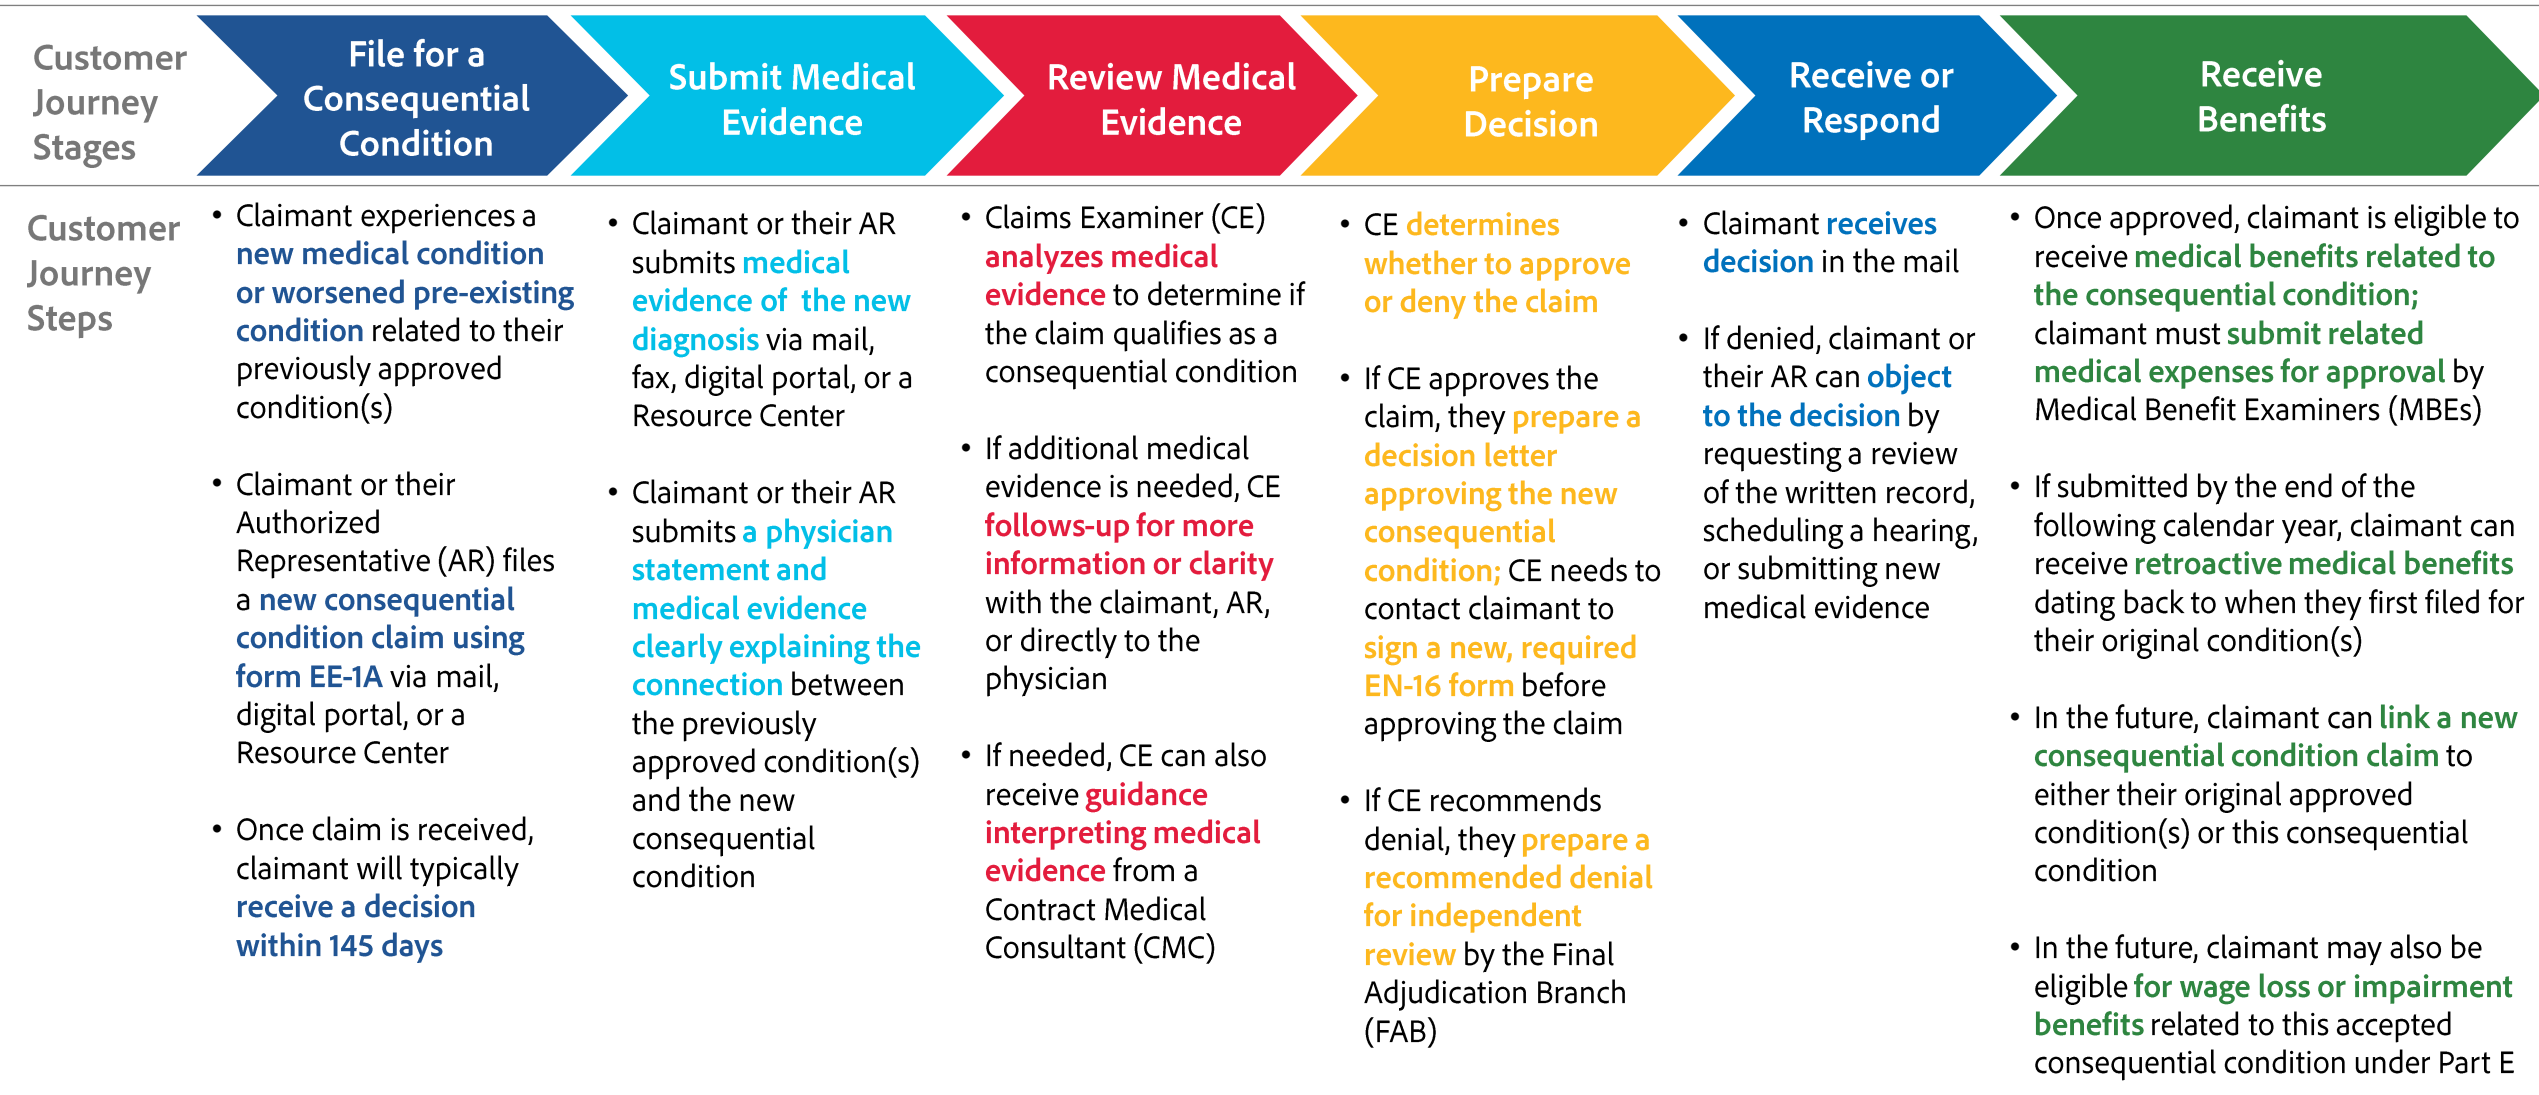 Customer
Journey
Stages
File for a
Consequential
Condition
Submit Medical
Evidence
Review Medical
Evidence
Prepare
Decision
Receive or
Respond
Receive
Benefits
Customer
Journey
Steps
• Claimant experiences a
new medical condition
or worsened pre-existing
condition related to their
previously approved
condition(s)
• Claimant or their
Authorized
Representative (AR) files
a new consequential
condition claim using
form EE-1A via mail,
digital portal, or a
Resource Center
• Once claim is received,
claimant will typically
receive a decision
within 145 days
• Claimant or their AR
submits medical
evidence of the new
diagnosis via mail,
fax, digital portal, or a
Resource Center
• Claimant or their AR
submits a physician
statement and
medical evidence
clearly explaining the
connection between
the previously
approved condition(s)
and the new
consequential
condition
• Claims Examiner (CE)
analyzes medical
evidence to determine if
the claim qualifies as a
consequential condition
• If additional medical
evidence is needed, CE
follows-up for more
information or clarity
with the claimant, AR,
or directly to the
physician
• If needed, CE can also
receive guidance
interpreting medical
evidence from a
Contract Medical
Consultant (CMC)
• CE determines
whether to approve
or deny the claim
• If CE approves the
claim, they prepare a
decision letter
approving the new
consequential
condition; CE needs to
contact claimant to
sign a new, required
EN-16 form before
approving the claim
• If CE recommends
denial, they prepare a
recommended denial
for independent
review by the Final
Adjudication Branch
(FAB)
• Claimant receives
decision in the mail
• If denied, claimant or
their AR can object
to the decision by
requesting a review
of the written record,
scheduling a hearing,
or submitting new
medical evidence
• Once approved, claimant is eligible to
receive medical benefits related to
the consequential condition;
claimant must submit related
medical expenses for approval by
Medical Benefit Examiners (MBEs)
• If submitted by the end of the
following calendar year, claimant can
receive retroactive medical benefits
dating back to when they first filed for
their original condition(s)
• In the future, claimant can link a new
consequential condition claim to
either their original approved
condition(s) or this consequential
condition
• In the future, claimant may also be
eligible for wage loss or impairment
benefits related to this accepted
consequential condition under Part E